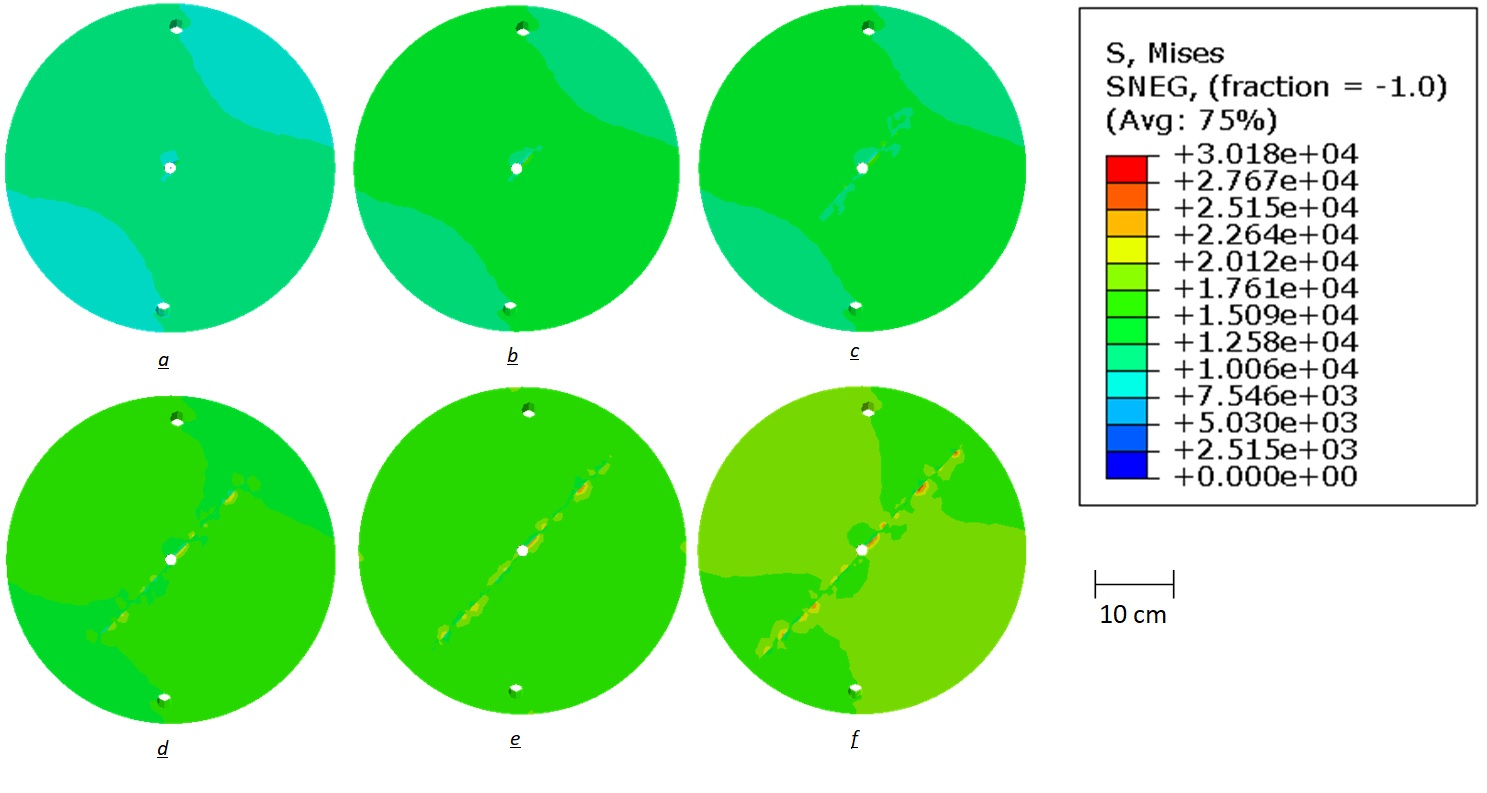 a
b
c
d
e
f
S, Mises
SNEG, (fraction = -1.0)
(Avg: 75%)
+3.018e+04
+2.767e+04
+2.515e+04
+2.264e+04
+2.012e+04
+1.761e+04
+1.509e+04
+1.258e+04
+1.006e+04
+7.546e+03
+5.030e+03
+2.515e+03
+0.000e+00
10 cm